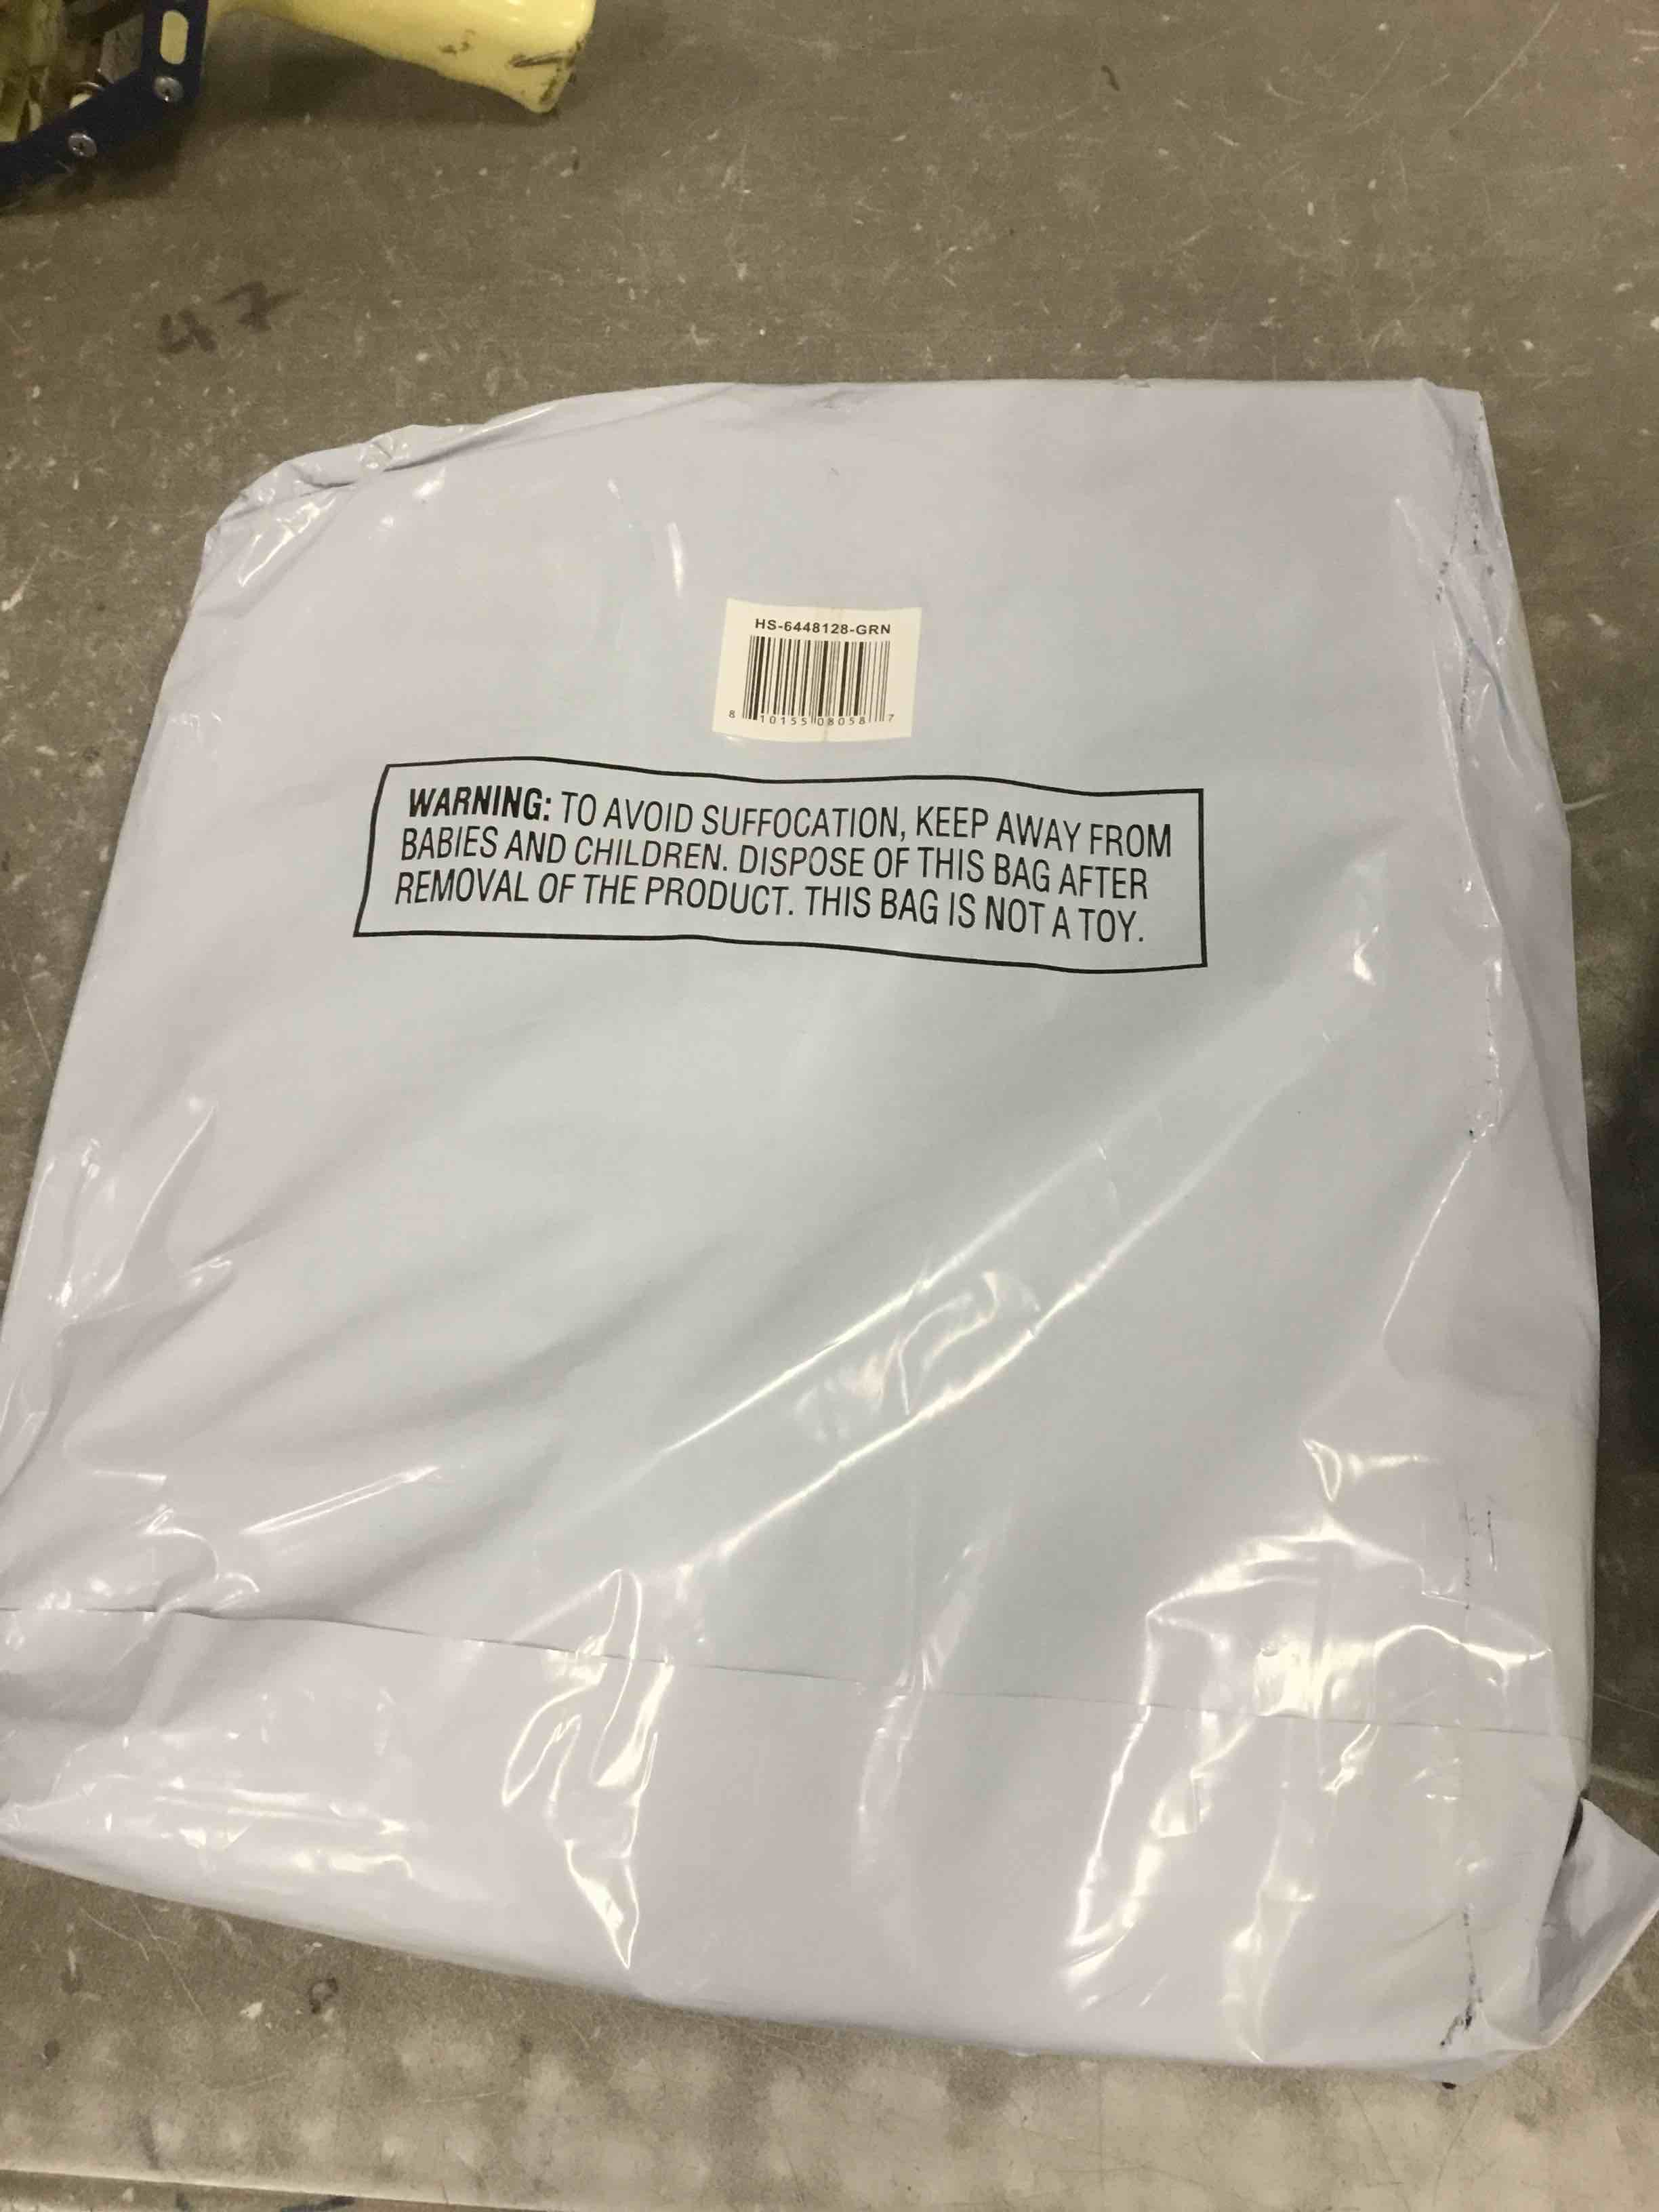 47
HS-6448128-GRN
8 10155 08058 7
WARNING: TO AVOID SUFFOCATION, KEEP AWAY FROM
BABIES AND CHILDREN. DISPOSE OF THIS BAG AFTER
REMOVAL OF THE PRODUCT. THIS BAG IS NOT A TOY.